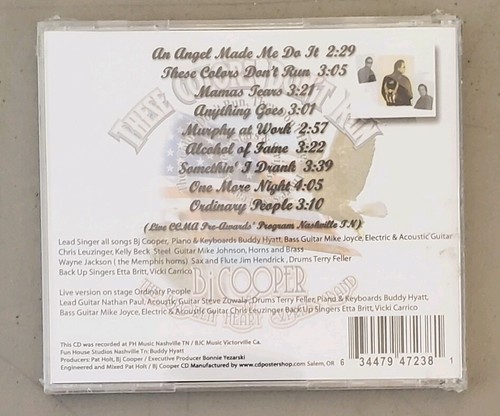 An Angel Made Me Do It 2:29
These Colors Don't Run 3:05
Mamas Tears 3:21
Anything Goes 3:01
Murphy at Work 2:57
Alcohol of Fame 3:22
Somethin' I Drank 3:39
One More Night 4:05
Ordinary People 3:10
(Live CCMA Pre-Awards' Program Nashville TN)
Lead Singer all songs Bj Cooper, Piano & Keyboards Buddy Hyatt, Bass Guitar Mike Joyce, Electric & Acoustic Guitar
Chris Leuzinger, Kelly Beck Steel Guitar Mike Johnson, Horns and Brass
Wayne Jackson ( the Memphis horns) Sax and Flute Jim Hendrick , Drums Terry Feller
Back Up Singers Etta Britt, Vicki Carrico
Bj COOPER
HEART
Live version on stage Ordinary People
Lead Guitar Nathan Paul, Acoustic Guitar Steve Zowala , Drums Terry Feller, Piano & Keyboards Buddy Hyatt,
Bass Guitar Mike Joyce, Electric & Acoustic Guitar Chris Leuzinger Back Up Singers Etta Britt, Vicki Carrico
This CD was recorded at PH Music Nashville TN / BJC Music Victorville Ca.
Fun House Studios Nashville Tn: Buddy Hyatt
Producers: Pat Holt, Bj Cooper / Executive Producer Bonnie Yezarski
Engineered and Mixed Pat Holt / Bj Cooper CD Manufactured by www.cdpostershop.com Salem, OR
6 34479 47238 1
THESE COLORS DON'T RUN